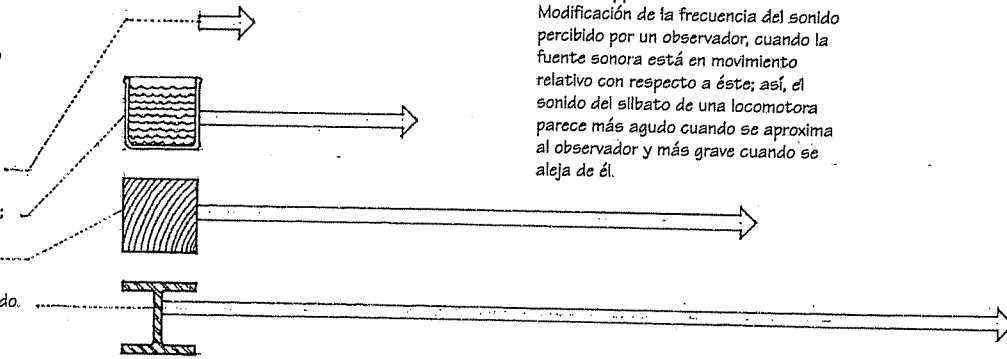 Modificación de la frecuencia del sonido
percibido por un observador, cuando la
fuente sonora está en movimiento
relativo con respecto a éste; así, el
sonido del silbato de una locomotora
parece más agudo cuando se aproxima
al observador y más grave cuando se
aleja de él.
do.